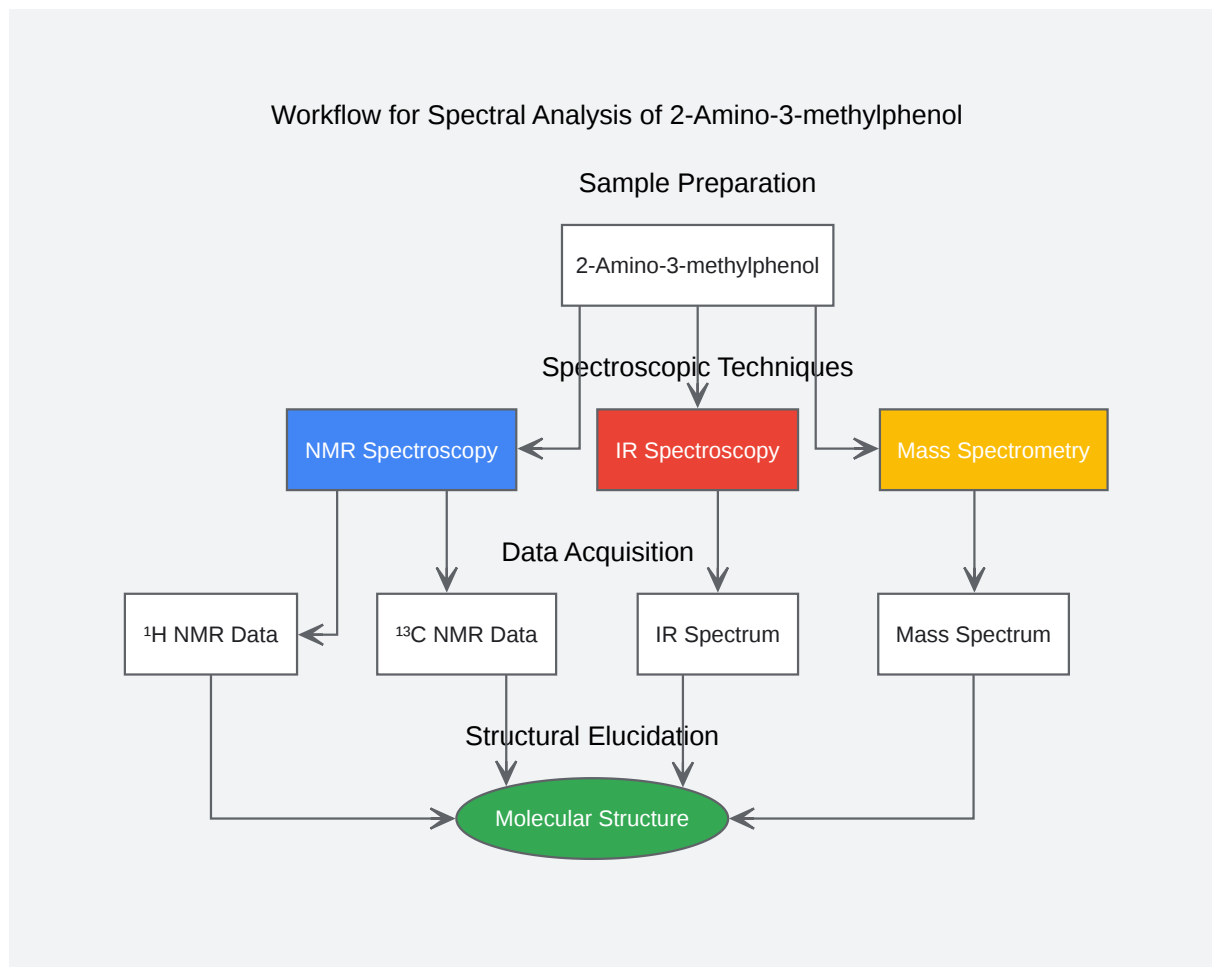 Workflow for Spectral Analysis of 2-Amino-3-methylphenol
Sample Preparation
2-Amino-3-methylphenol
Spectroscopic Techniques
NMR Spectroscopy
IR Spectroscopy
Mass Spectrometry
Data Acquisition
¹H NMR Data
¹³C NMR Data
IR Spectrum
Mass Spectrum
Structural Elucidation
Molecular Structure